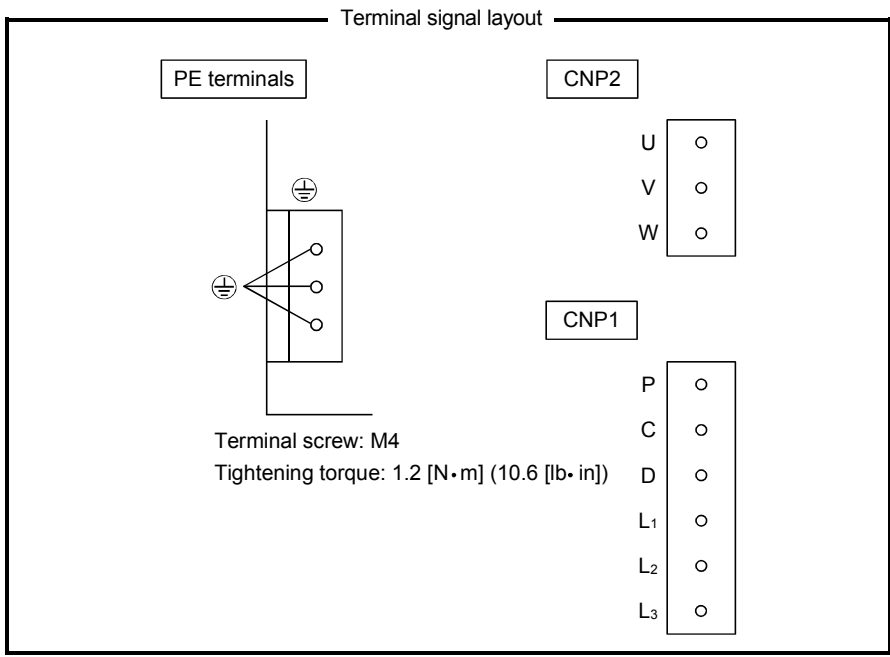 Terminal signal layout
PE terminals
Terminal screw: M4
Tightening torque: 1.2 [N•m] (10.6 [lb• in])
CNP2
U
V
W
CNP1
P
C
D
L1
L2
L3